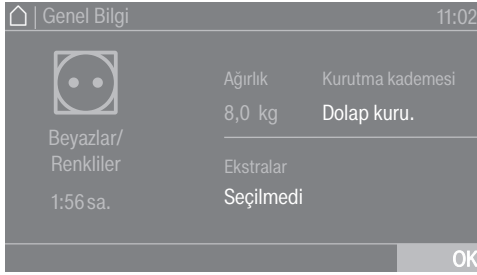 Genel Bilgi 11:02
Beyazlar/
Renkliler
1:56 sa.
Ağırlık Kurutma kademesi
8,0 kg Dolap kuru.
Ekstralar
Seçilmedi
OK